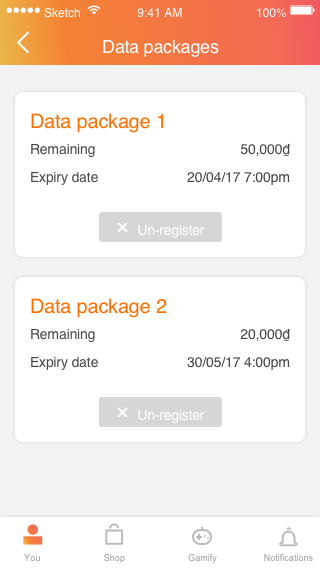 Sketch 9:41 AM 100%
Data packages
Data package 1
Remaining 50,000₫
Expiry date 20/04/17 7:00pm
✕ Un-register
Data package 2
Remaining 20,000₫
Expiry date 30/05/17 4:00pm
✕ Un-register
You Shop Gamify Notifications